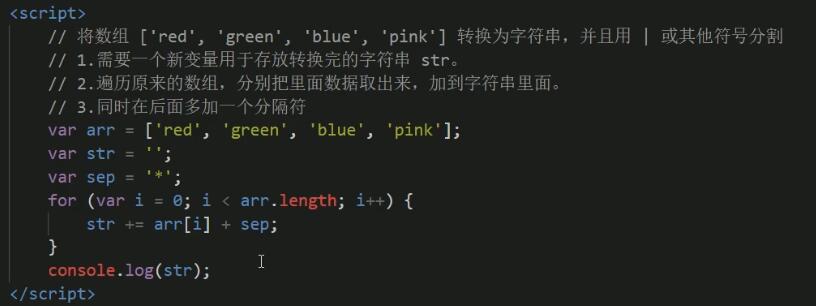 <script>
// 将数组 ['red', 'green', 'blue', 'pink'] 转换为字符串，并且用 | 或其他符号分割
// 1.需要一个新变量用于存放转换完的字符串 str。
// 2.遍历原来的数组，分别把里面数据取出来，加到字符串里面。
// 3.同时在后面多加一个分隔符
var arr = ['red', 'green', 'blue', 'pink'];
var str = '';
var sep = '*';
for (var i = 0; i < arr.length; i++) {
str += arr[i] + sep;
}
console.log(str);
</script>